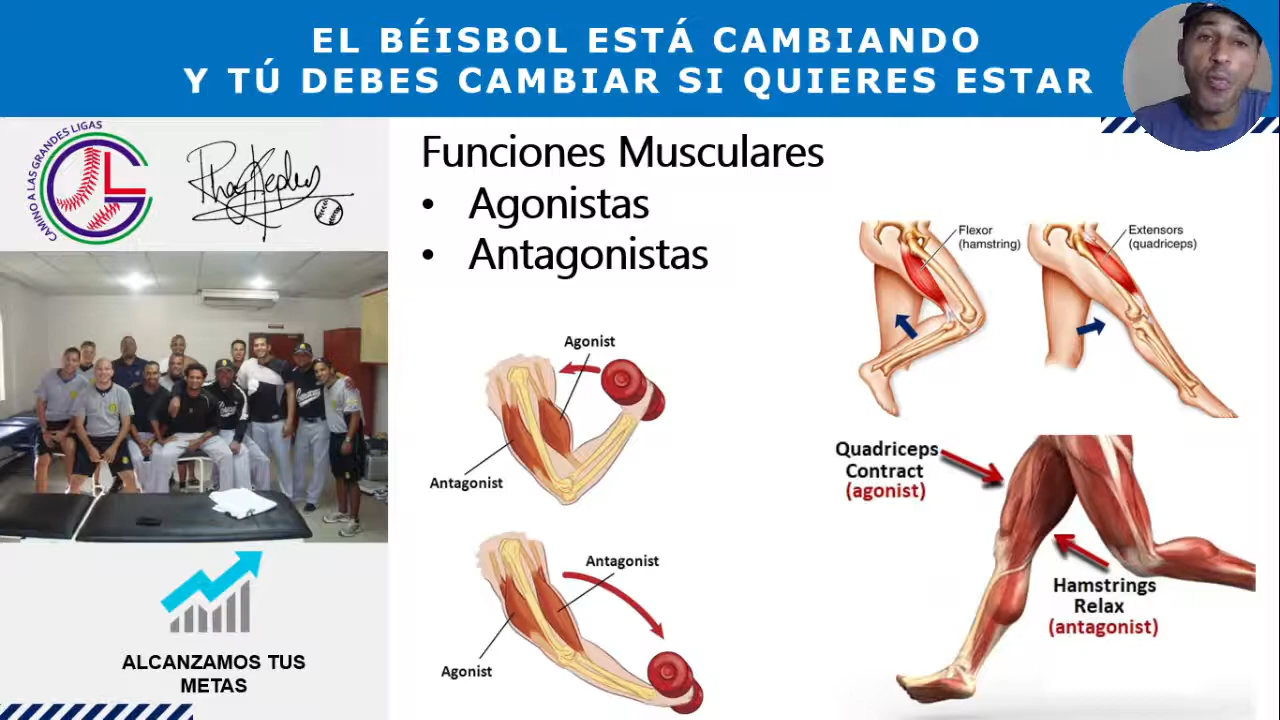 EL BÉISBOL ESTÁ CAMBIANDO
Y TÚ DEBES CAMBIAR SI QUIERES ESTAR
CAMINO A LAS GRANDES LIGAS
Funciones Musculares
• Agonistas
• Antagonistas
Flexor
(hamstring)
Extensors
(quadriceps)
Agonist
Antagonist
Quadriceps
Contract
(agonist)
Antagonist
Agonist
Hamstrings
Relax
(antagonist)
ALCANZAMOS TUS
METAS